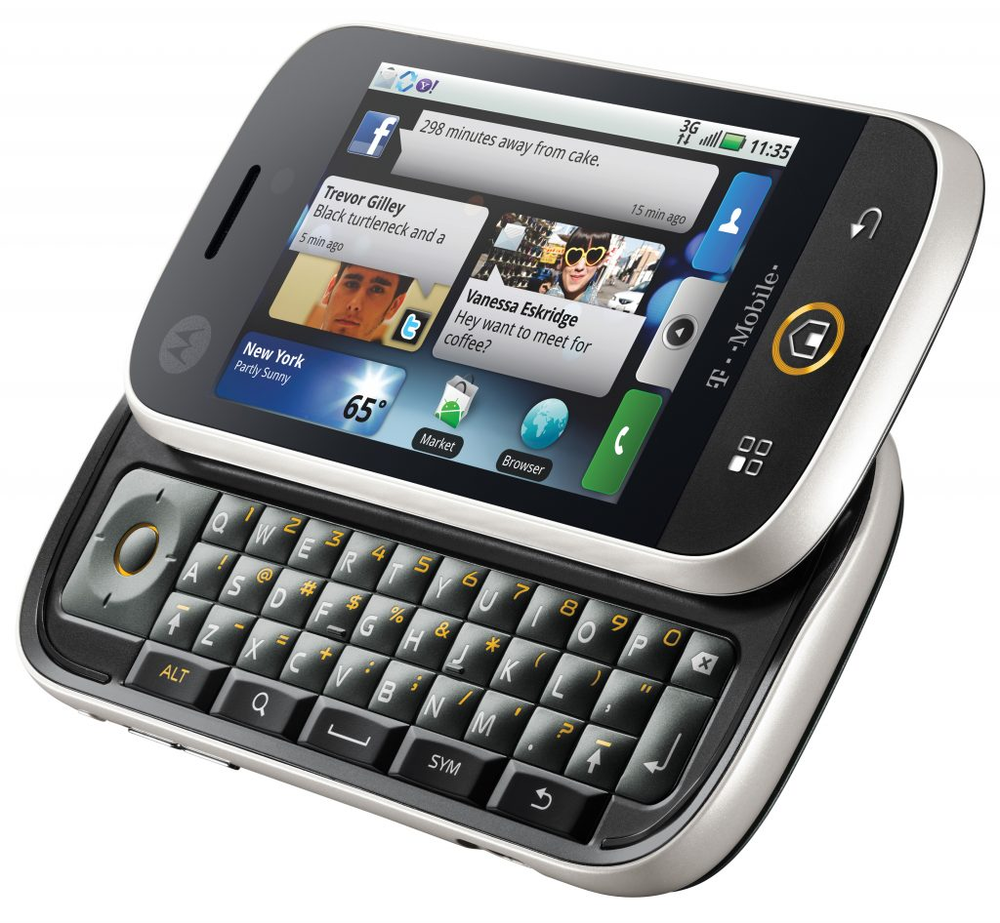 3G
11:35
298 minutes away from cake.
15 min ago
Trevor Gilley
Black turtleneck and a
5 min ago
Vanessa Eskridge
Hey want to meet for
coffee?
New York
Partly Sunny
65°
Market
Browser
T··Mobile·
Q 1 W 2 E 3 R 4 T 5 Y 6 U 7 I 8 O 9 P 0
A ! S @ D # F $ G % H & J * K ( L ) , "
Z - X = C + V : B ; N / M ' . ?
ALT SYM